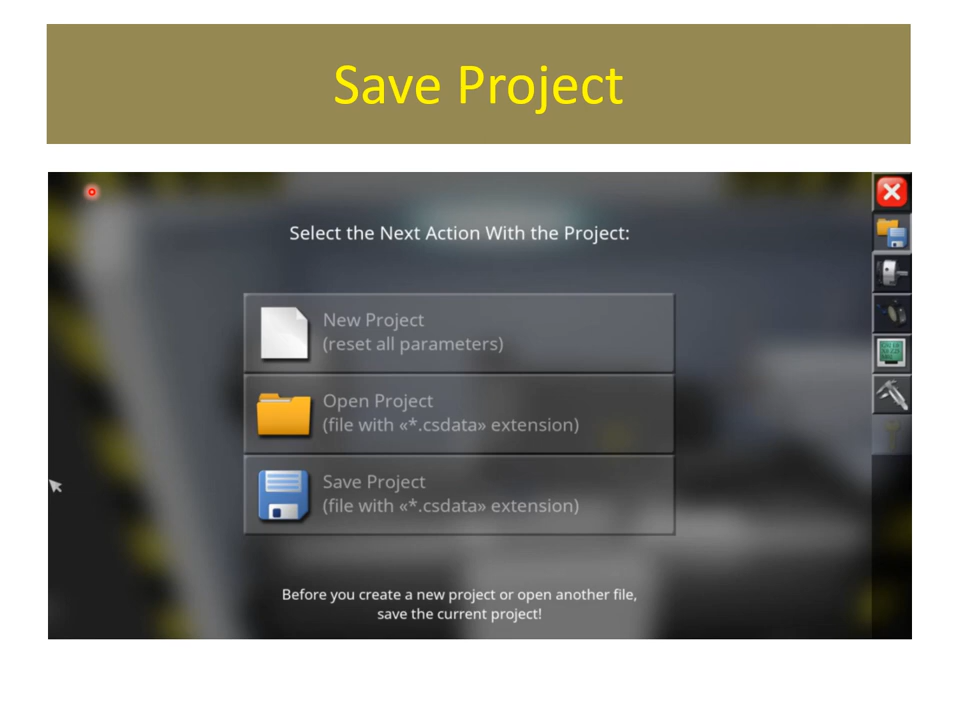 Save Project
Select the Next Action With the Project:
New Project
(reset all parameters)
Open Project
(file with «*.csdata» extension)
Save Project
(file with «*.csdata» extension)
Before you create a new project or open another file,
save the current project!